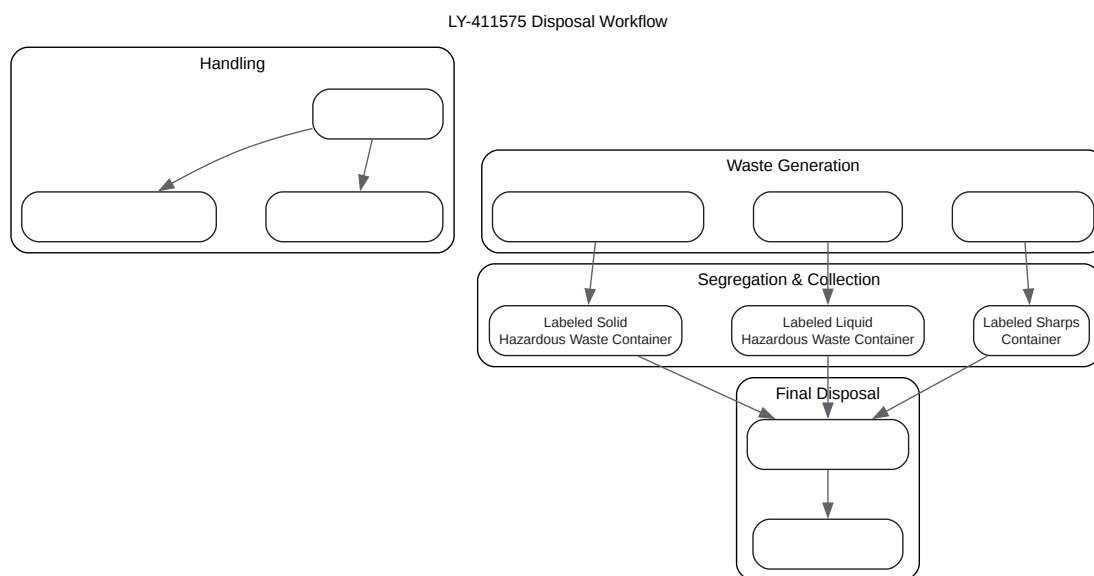 LY-411575 Disposal Workflow
Handling
Waste Generation
Segregation & Collection
Labeled Solid
Hazardous Waste Container
Labeled Liquid
Hazardous Waste Container
Labeled Sharps
Container
Final Disposal